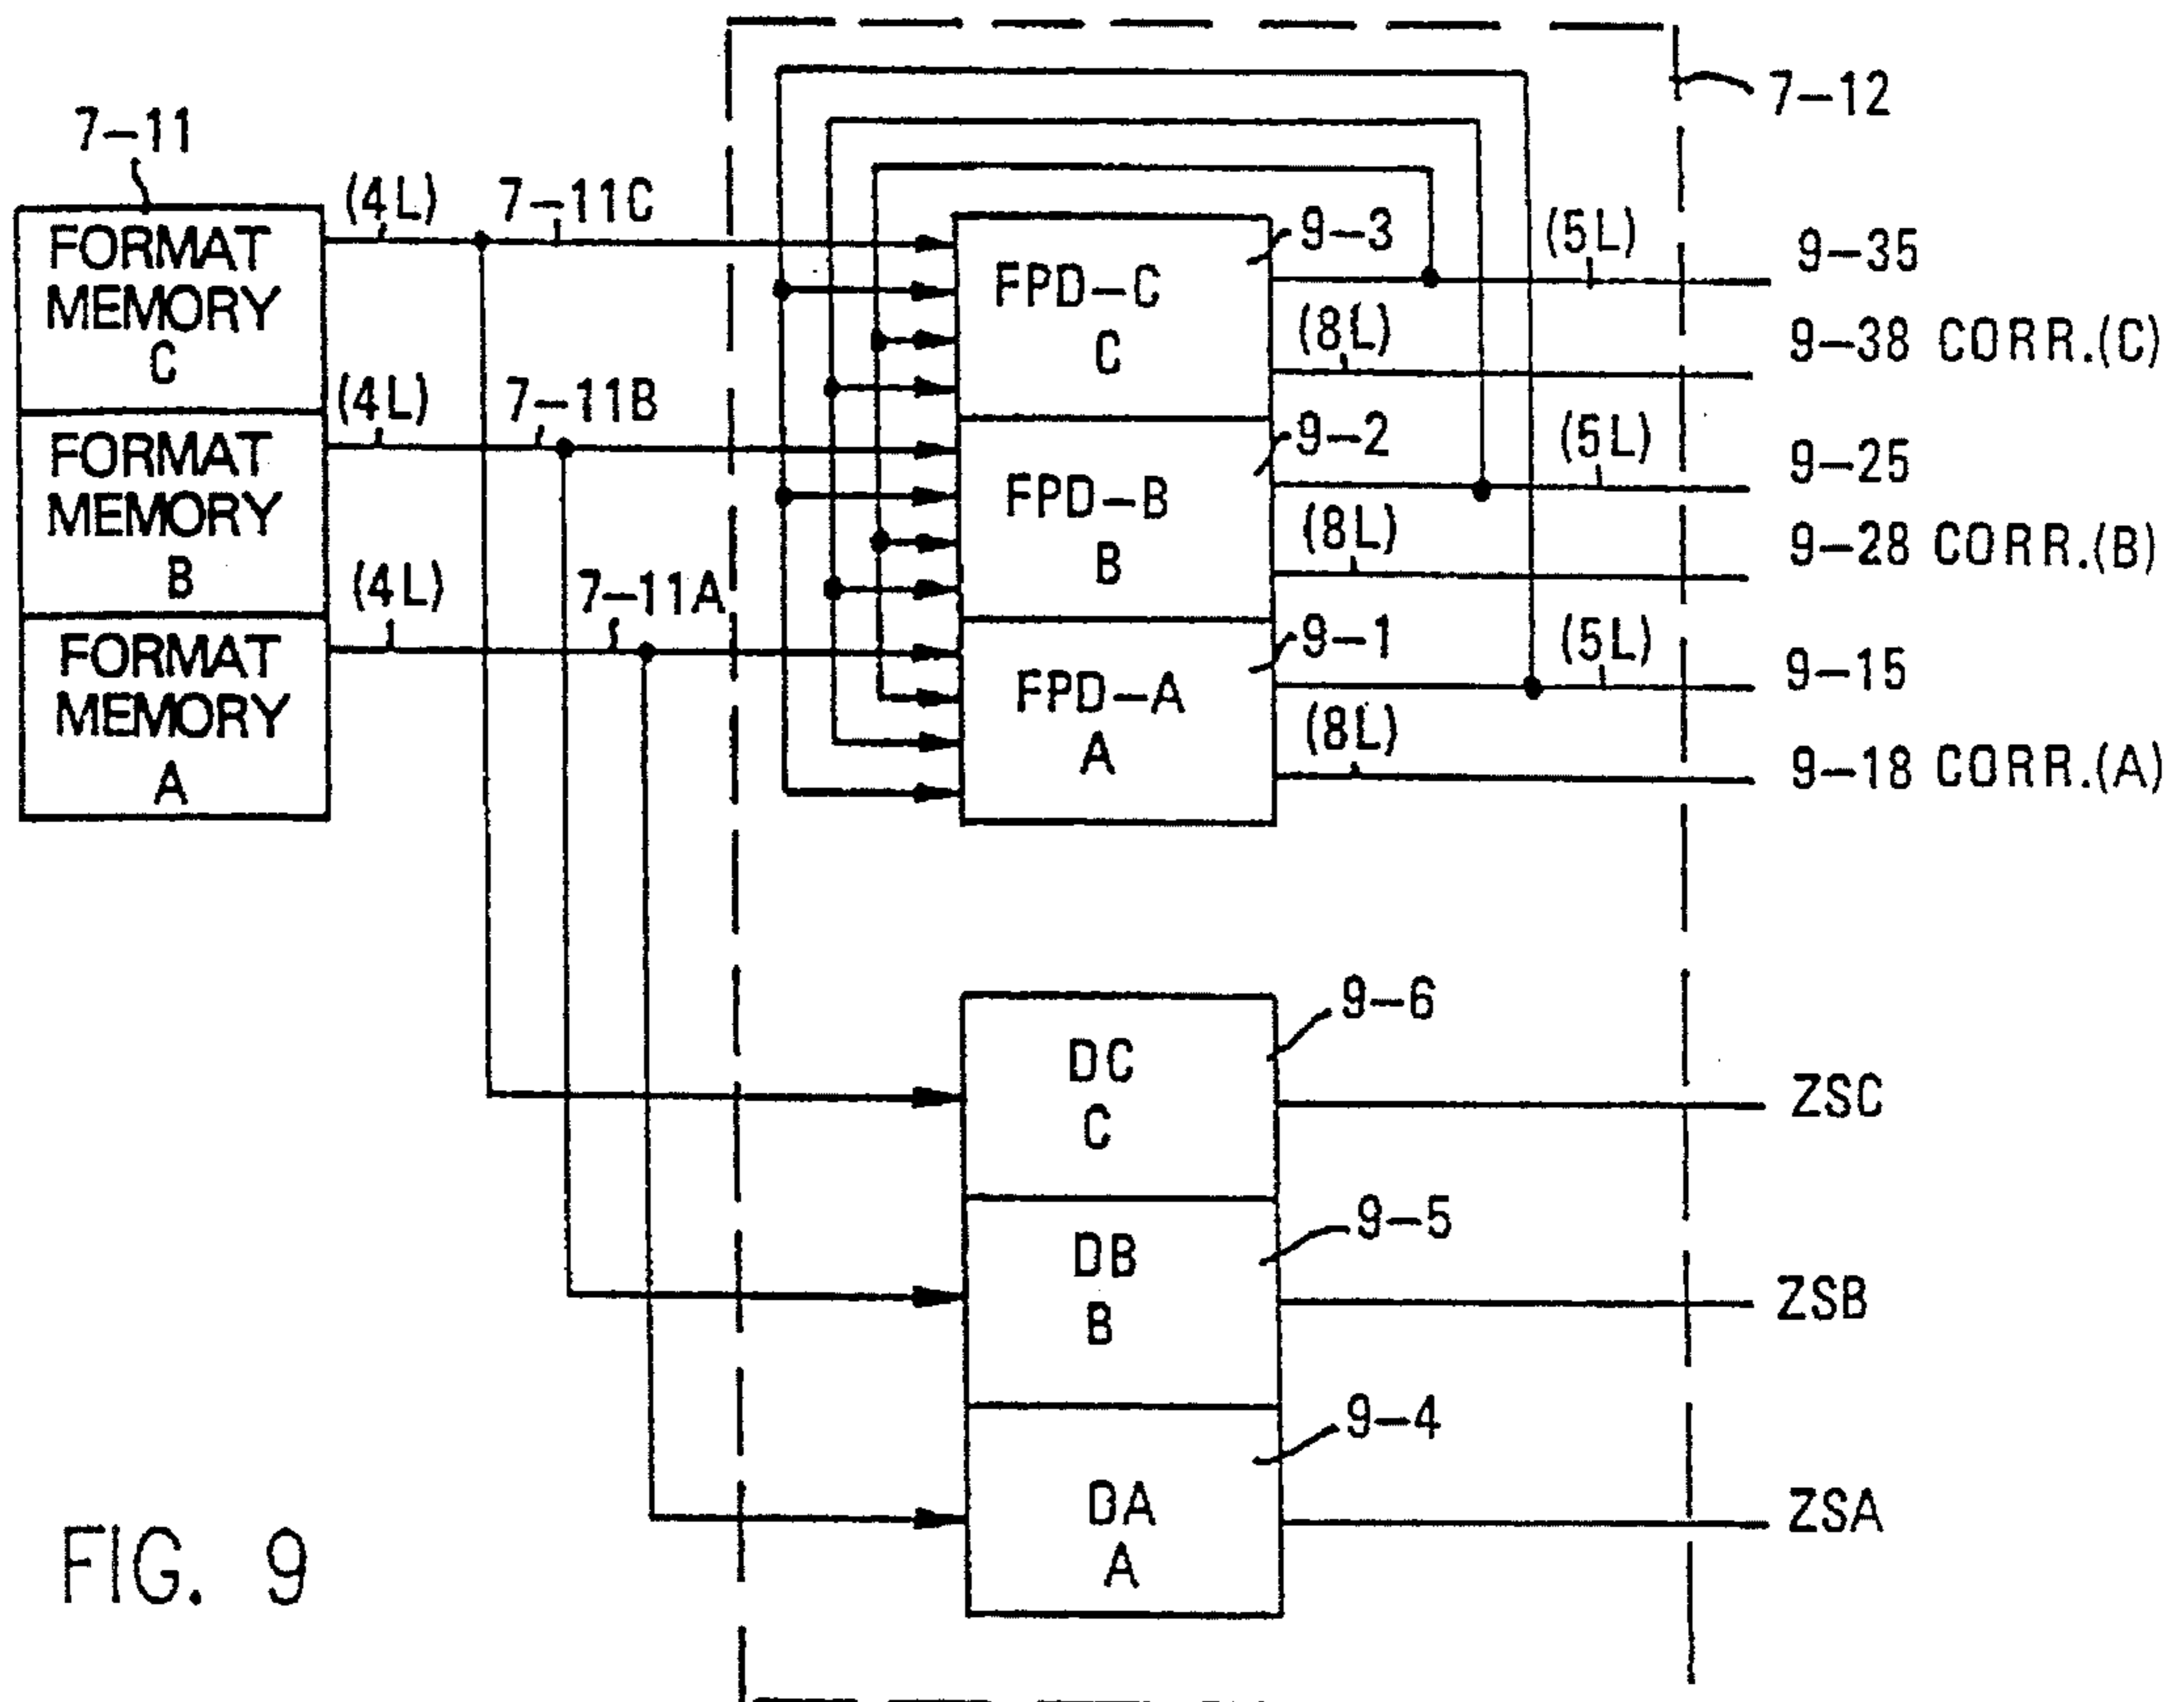 7-12
7-11
(4L)
7-11C
FORMAT
MEMORY
C
9-3
(5L)
9-35
FPD-C
C
(8L)
9-38 CORR.(C)
(4L)
7-11B
FORMAT
MEMORY
B
9-2
(5L)
9-25
FPD-B
B
(8L)
9-28 CORR.(B)
(4L)
7-11A
FORMAT
MEMORY
A
9-1
(5L)
9-15
FPD-A
A
(8L)
9-18 CORR.(A)
9-6
DC
C
ZSC
9-5
DB
B
ZSB
9-4
DA
A
ZSA
FIG. 9